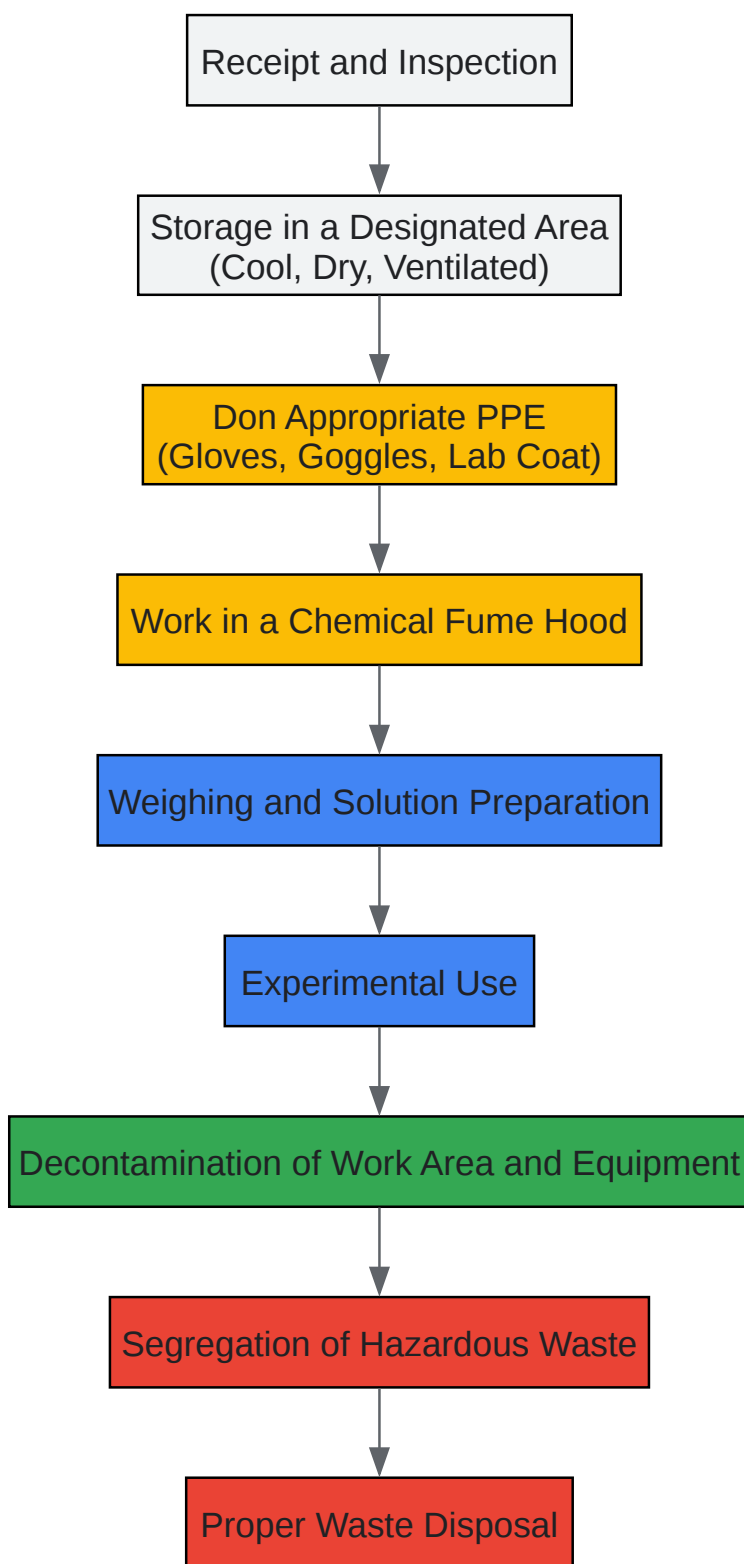 Receipt and Inspection
Storage in a Designated Area
(Cool, Dry, Ventilated)
Don Appropriate PPE
(Gloves, Goggles, Lab Coat)
Work in a Chemical Fume Hood
Weighing and Solution Preparation
Experimental Use
Decontamination of Work Area and Equipment
Segregation of Hazardous Waste
Proper Waste Disposal